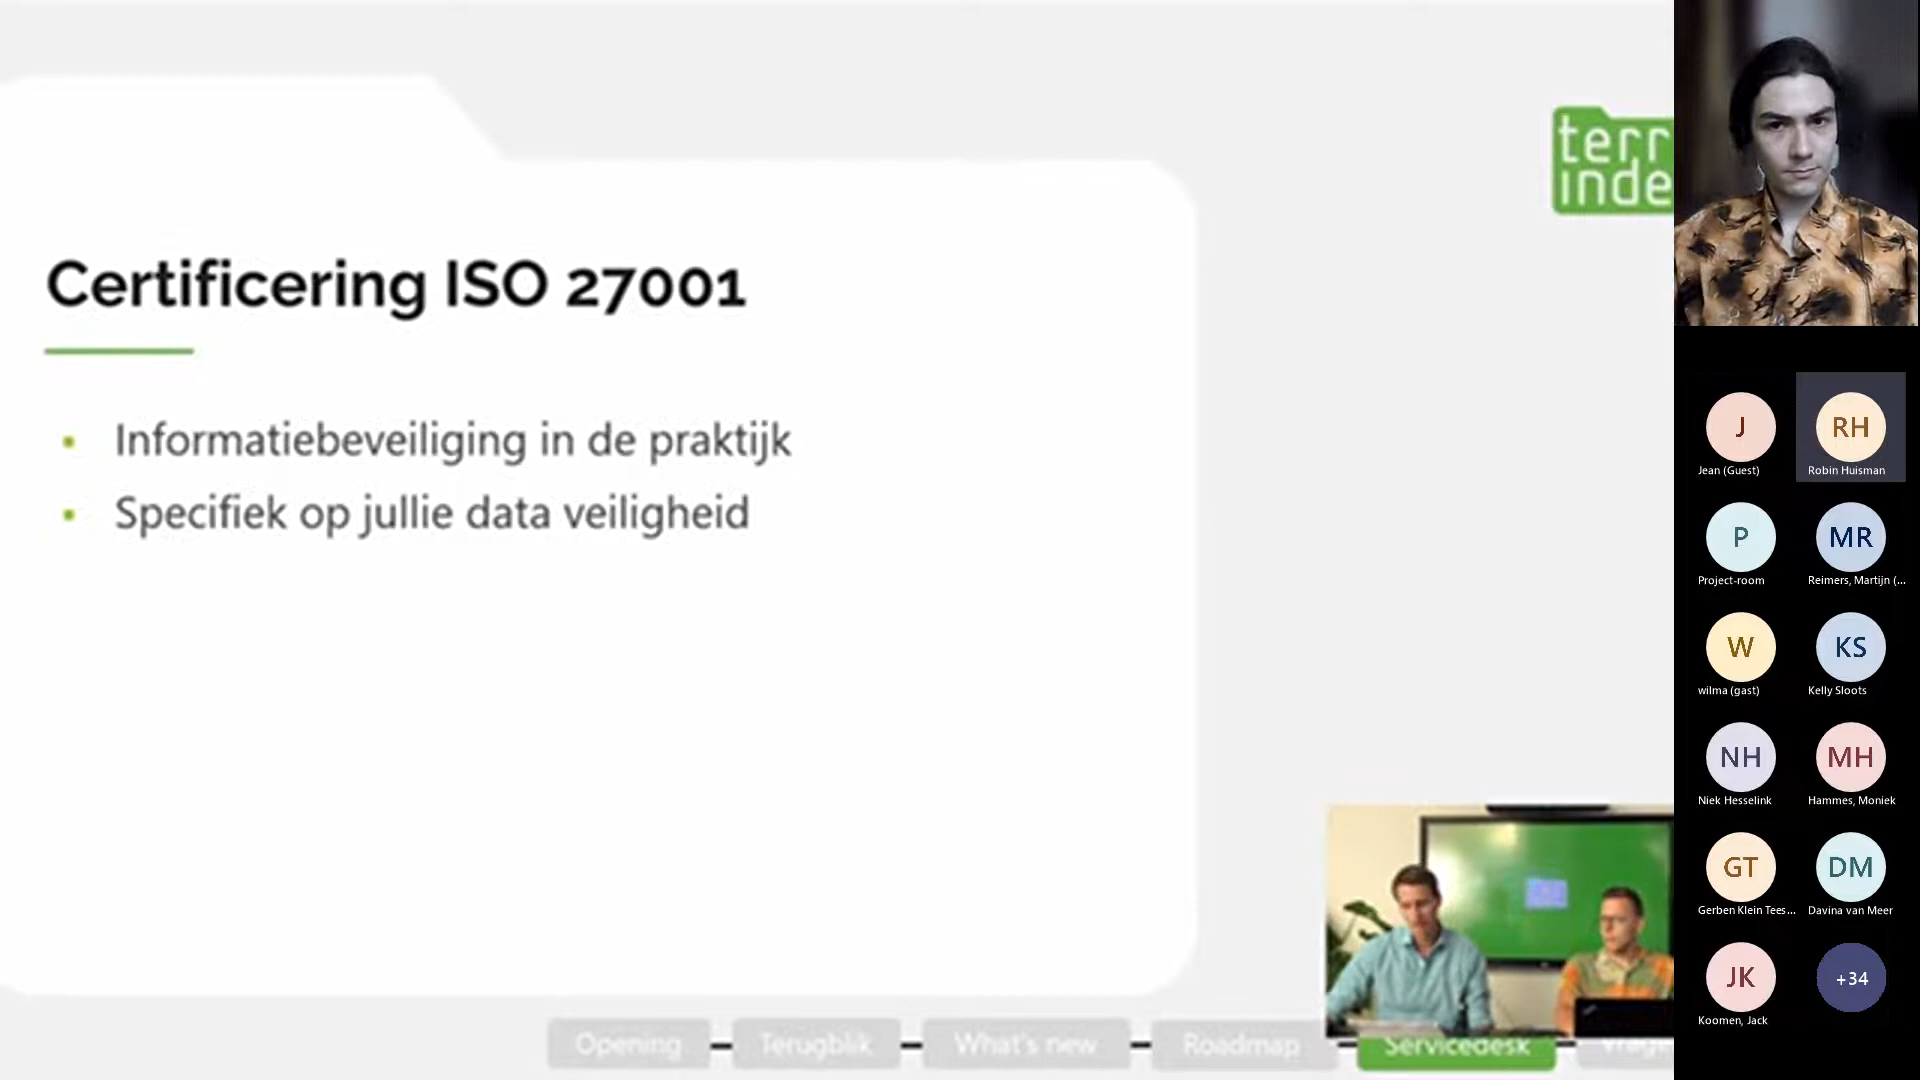 terr
inde
Certificering ISO 27001
Informatiebeveiliging in de praktijk
Specifiek op jullie data veiligheid
Opening
Terugblik
What's new
Roadmap
Servicedesk
J
Jean (Guest)
RH
Robin Huisman
P
Project-room
MR
Reimers, Martijn (...
W
wilma (gast)
KS
Kelly Sloots
NH
Niek Hesselink
MH
Hammes, Moniek
GT
Gerben Klein Tees...
DM
Davina van Meer
JK
Koomen, Jack
+34